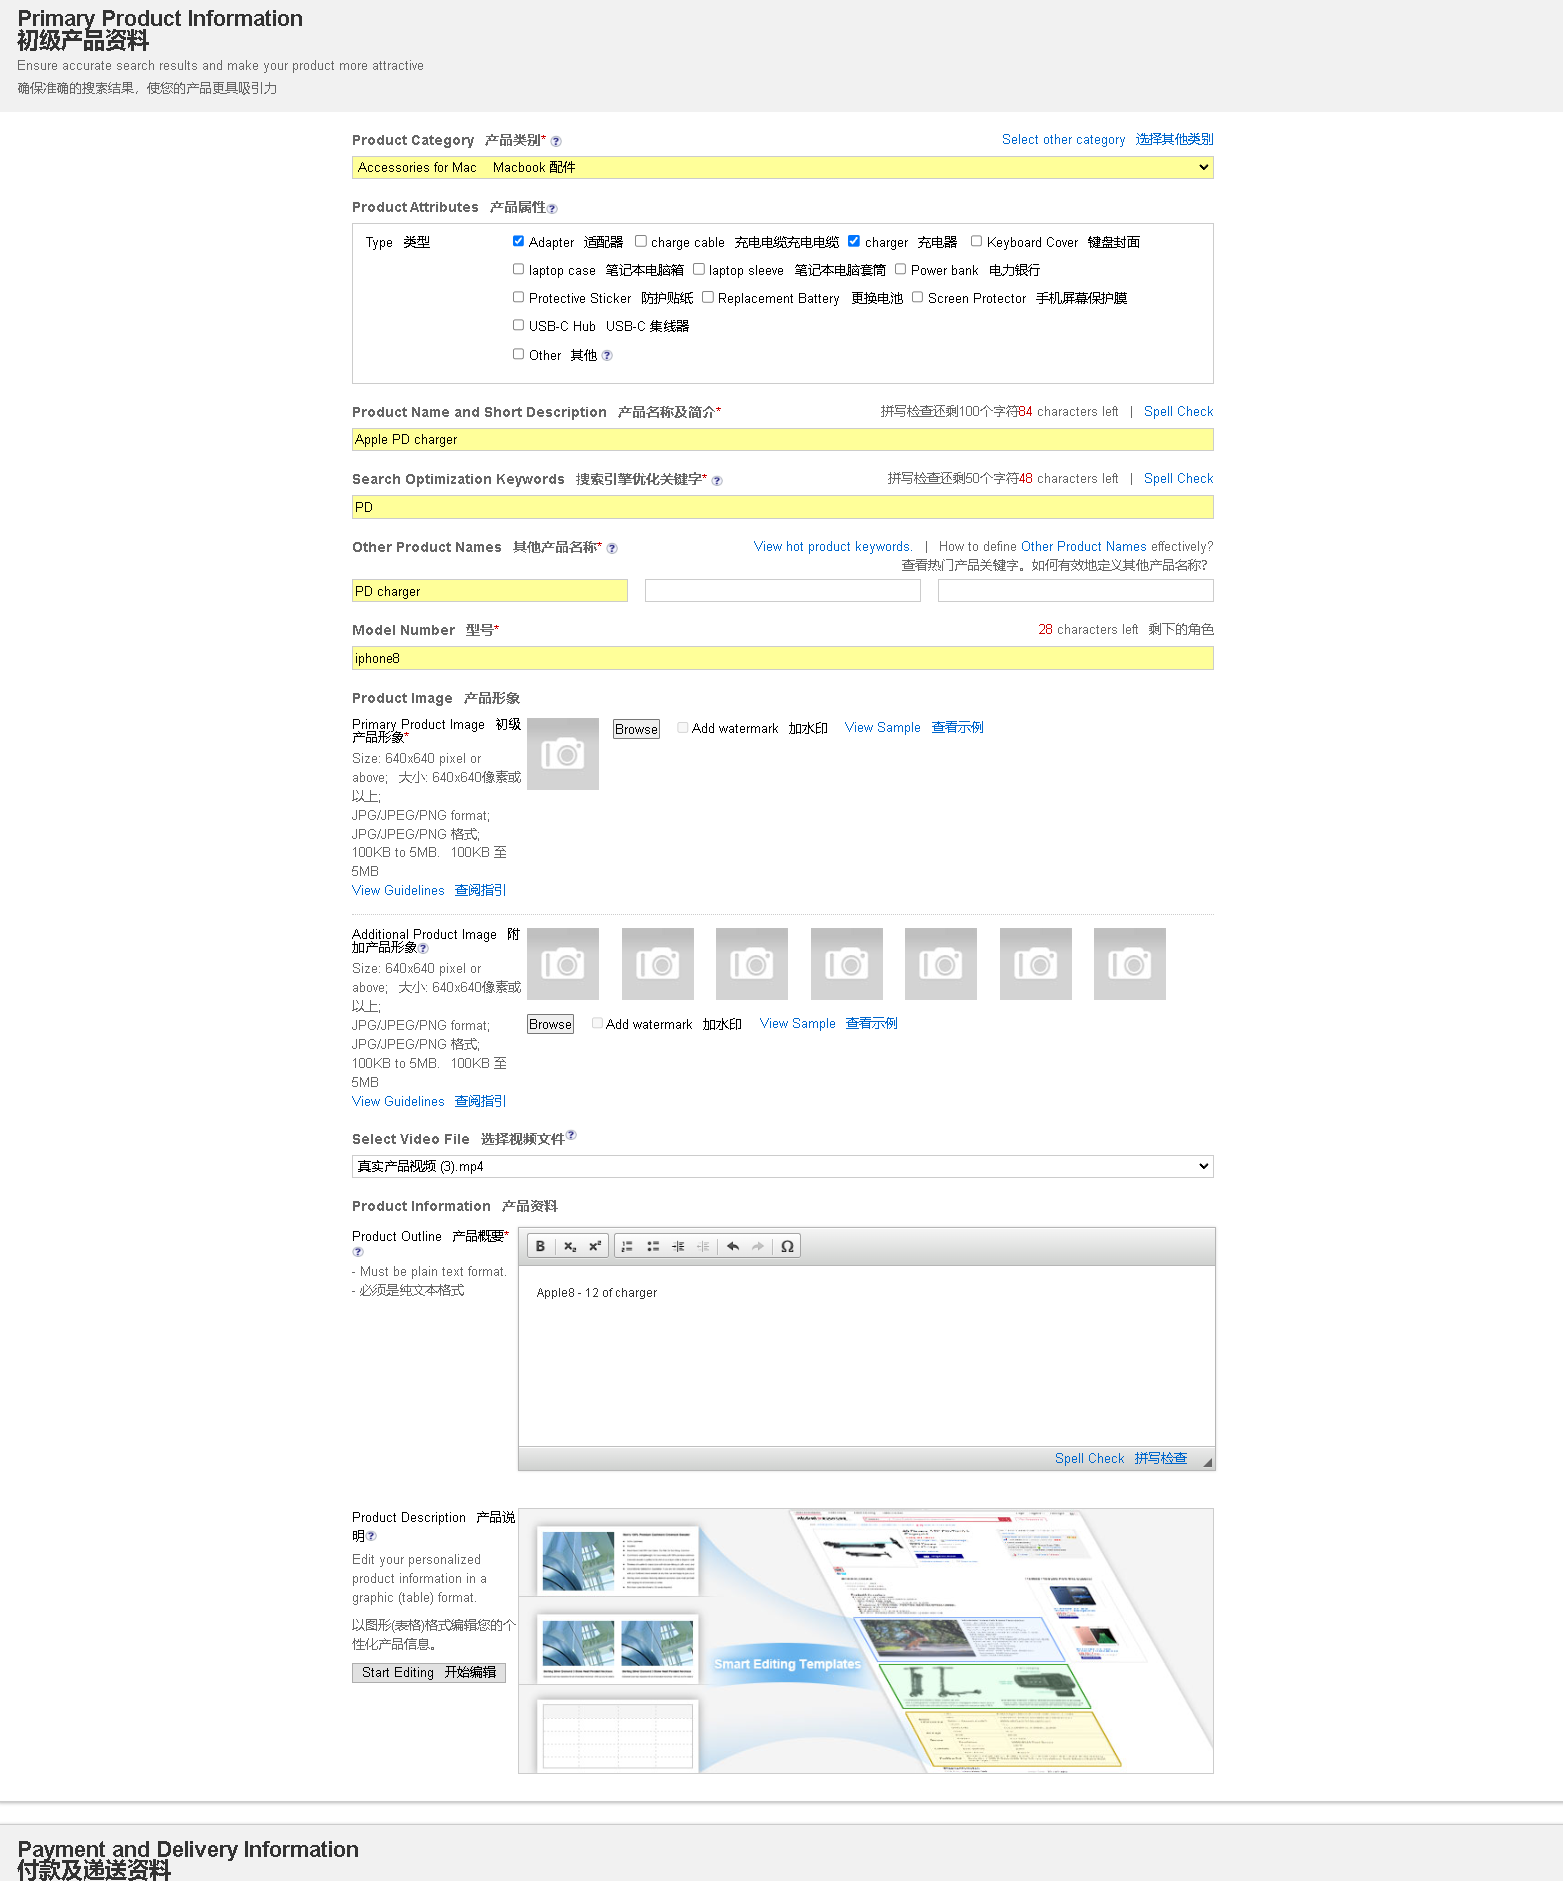 Primary Product Information
初级产品资料
Ensure accurate search results and make your product more attractive
确保准确的搜索结果，使您的产品更具吸引力
Product Category 产品类别* Select other category 选择其他类别
Accessories for Mac Macbook 配件
Product Attributes 产品属性
Type 类型 Adapter 适配器 charge cable 充电电缆充电电缆 charger 充电器 Keyboard Cover 键盘封面
laptop case 笔记本电脑箱 laptop sleeve 笔记本电脑套筒 Power bank 电力银行
Protective Sticker 防护贴纸 Replacement Battery 更换电池 Screen Protector 手机屏幕保护膜
USB-C Hub USB-C 集线器
Other 其他
Product Name and Short Description 产品名称及简介* 拼写检查还剩100个字符84 characters left | Spell Check
Apple PD charger
Search Optimization Keywords 搜索引擎优化关键字* 拼写检查还剩50个字符48 characters left | Spell Check
PD
Other Product Names 其他产品名称* View hot product keywords. | How to define Other Product Names effectively?
查看热门产品关键字。如何有效地定义其他产品名称?
PD charger
Model Number 型号* 28 characters left 剩下的角色
iphone8
Product Image 产品形象
Primary Product Image 初级
产品形象*
Browse Add watermark 加水印 View Sample 查看示例
Size: 640x640 pixel or
above; 大小: 640x640像素或
以上;
JPG/JPEG/PNG format;
JPG/JPEG/PNG 格式;
100KB to 5MB. 100KB 至
5MB
View Guidelines 查阅指引
Additional Product Image 附
加产品形象
Size: 640x640 pixel or
above; 大小: 640x640像素或
以上;
JPG/JPEG/PNG format;
JPG/JPEG/PNG 格式;
100KB to 5MB. 100KB 至
5MB
View Guidelines 查阅指引
Browse Add watermark 加水印 View Sample 查看示例
Select Video File 选择视频文件
真实产品视频 (3).mp4
Product Information 产品资料
Product Outline 产品概要*
- Must be plain text format.
- 必须是纯文本格式
Apple8 - 12 of charger
Spell Check 拼写检查
Product Description 产品说
明
Edit your personalized
product information in a
graphic (table) format.
以图形(表格)格式编辑您的个
性化产品信息。
Start Editing 开始编辑
Smart Editing Templates
Payment and Delivery Information
付款及递送资料